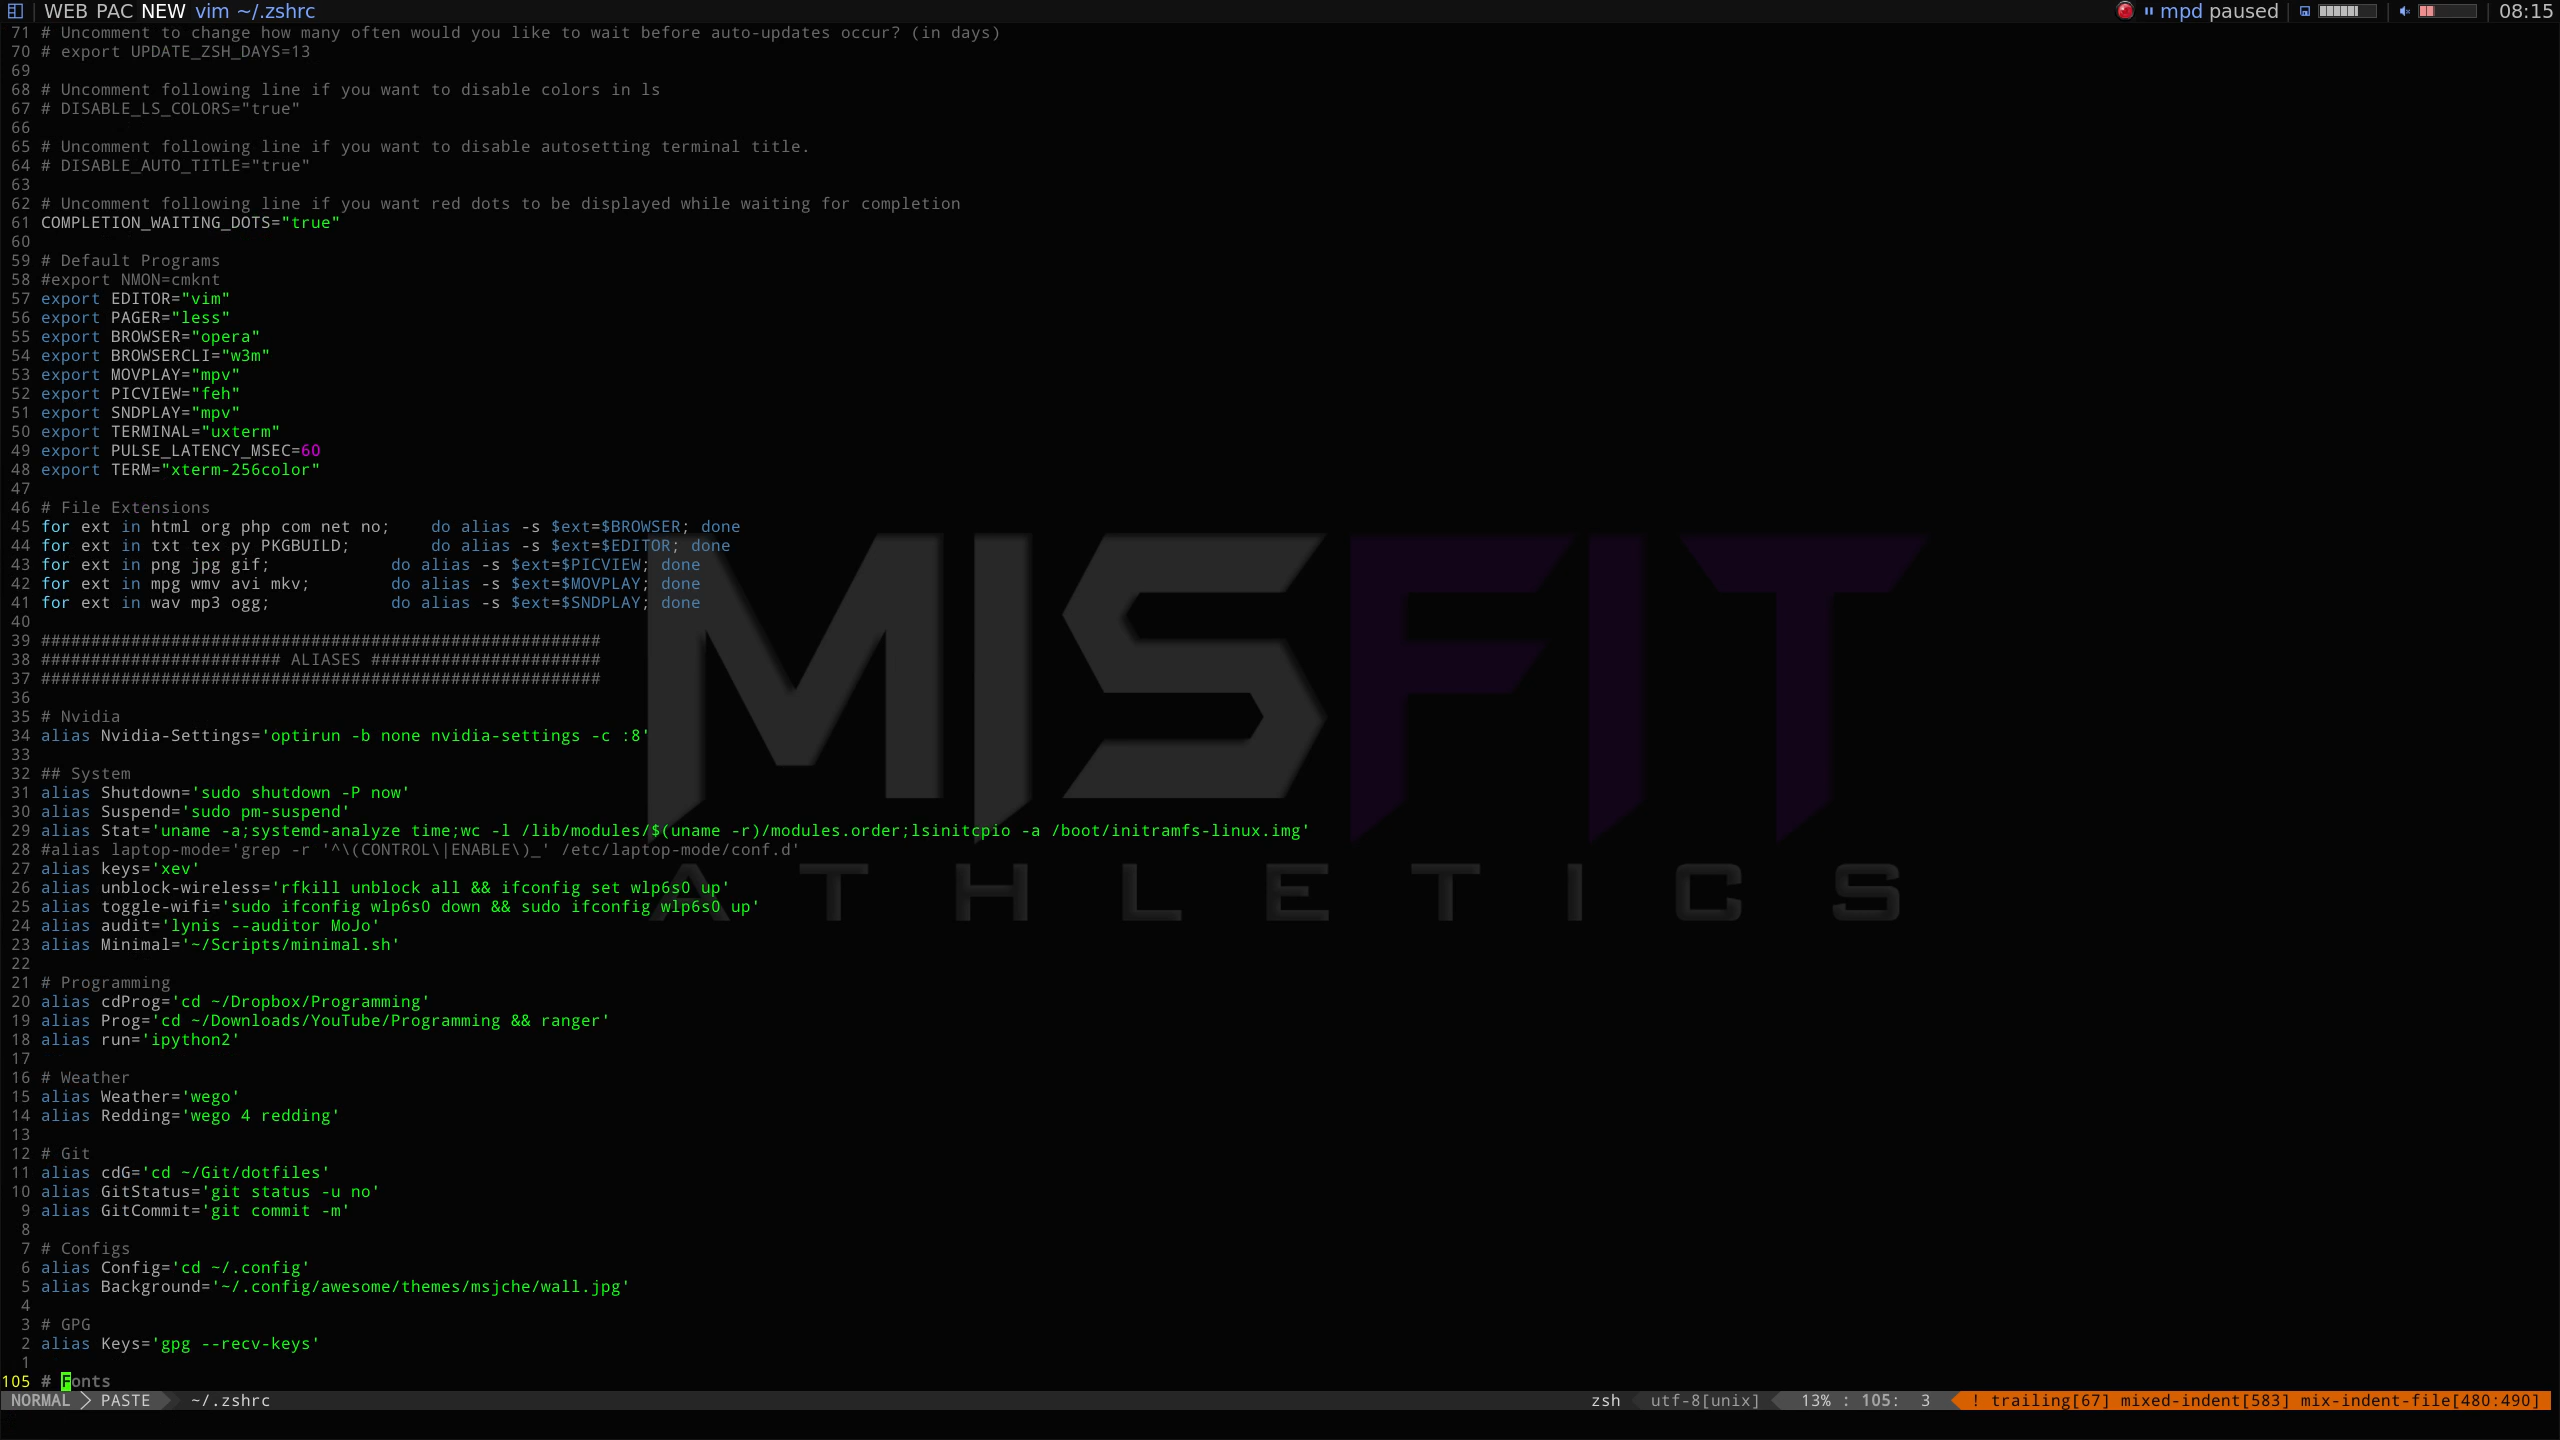 WEB PAC NEW vim ~/.zshrc mpd paused 08:15
71 # Uncomment to change how many often would you like to wait before auto-updates occur? (in days)
70 # export UPDATE_ZSH_DAYS=13
69
68 # Uncomment following line if you want to disable colors in ls
67 # DISABLE_LS_COLORS="true"
66
65 # Uncomment following line if you want to disable autosetting terminal title.
64 # DISABLE_AUTO_TITLE="true"
63
62 # Uncomment following line if you want red dots to be displayed while waiting for completion
61 COMPLETION_WAITING_DOTS="true"
60
59 # Default Programs
58 #export NMON=cmknt
57 export EDITOR="vim"
56 export PAGER="less"
55 export BROWSER="opera"
54 export BROWSERCLI="w3m"
53 export MOVPLAY="mpv"
52 export PICVIEW="feh"
51 export SNDPLAY="mpv"
50 export TERMINAL="uxterm"
49 export PULSE_LATENCY_MSEC=60
48 export TERM="xterm-256color"
47
46 # File Extensions
45 for ext in html org php com net no;    do alias -s $ext=$BROWSER; done
44 for ext in txt tex py PKGBUILD;        do alias -s $ext=$EDITOR; done
43 for ext in png jpg gif;            do alias -s $ext=$PICVIEW; done
42 for ext in mpg wmv avi mkv;        do alias -s $ext=$MOVPLAY; done
41 for ext in wav mp3 ogg;            do alias -s $ext=$SNDPLAY; done
40
39 ########################################################
38 ######################## ALIASES #######################
37 ########################################################
36
35 # Nvidia
34 alias Nvidia-Settings='optirun -b none nvidia-settings -c :8'
33
32 ## System
31 alias Shutdown='sudo shutdown -P now'
30 alias Suspend='sudo pm-suspend'
29 alias Stat='uname -a;systemd-analyze time;wc -l /lib/modules/$(uname -r)/modules.order;lsinitcpio -a /boot/initramfs-linux.img'
28 #alias laptop-mode='grep -r '^\(CONTROL\|ENABLE\)_' /etc/laptop-mode/conf.d'
27 alias keys='xev'
26 alias unblock-wireless='rfkill unblock all && ifconfig set wlp6s0 up'
25 alias toggle-wifi='sudo ifconfig wlp6s0 down && sudo ifconfig wlp6s0 up'
24 alias audit='lynis --auditor MoJo'
23 alias Minimal='~/Scripts/minimal.sh'
22
21 # Programming
20 alias cdProg='cd ~/Dropbox/Programming'
19 alias Prog='cd ~/Downloads/YouTube/Programming && ranger'
18 alias run='ipython2'
17
16 # Weather
15 alias Weather='wego'
14 alias Redding='wego 4 redding'
13
12 # Git
11 alias cdG='cd ~/Git/dotfiles'
10 alias GitStatus='git status -u no'
9 alias GitCommit='git commit -m'
8
7 # Configs
6 alias Config='cd ~/.config'
5 alias Background='~/.config/awesome/themes/msjche/wall.jpg'
4
3 # GPG
2 alias Keys='gpg --recv-keys'
1
105 # Fonts
NORMAL PASTE ~/.zshrc zsh utf-8[unix] 13% : 105: 3 ! trailing[67] mixed-indent[583] mix-indent-file[480:490]
MISFIT
ATHLETICS